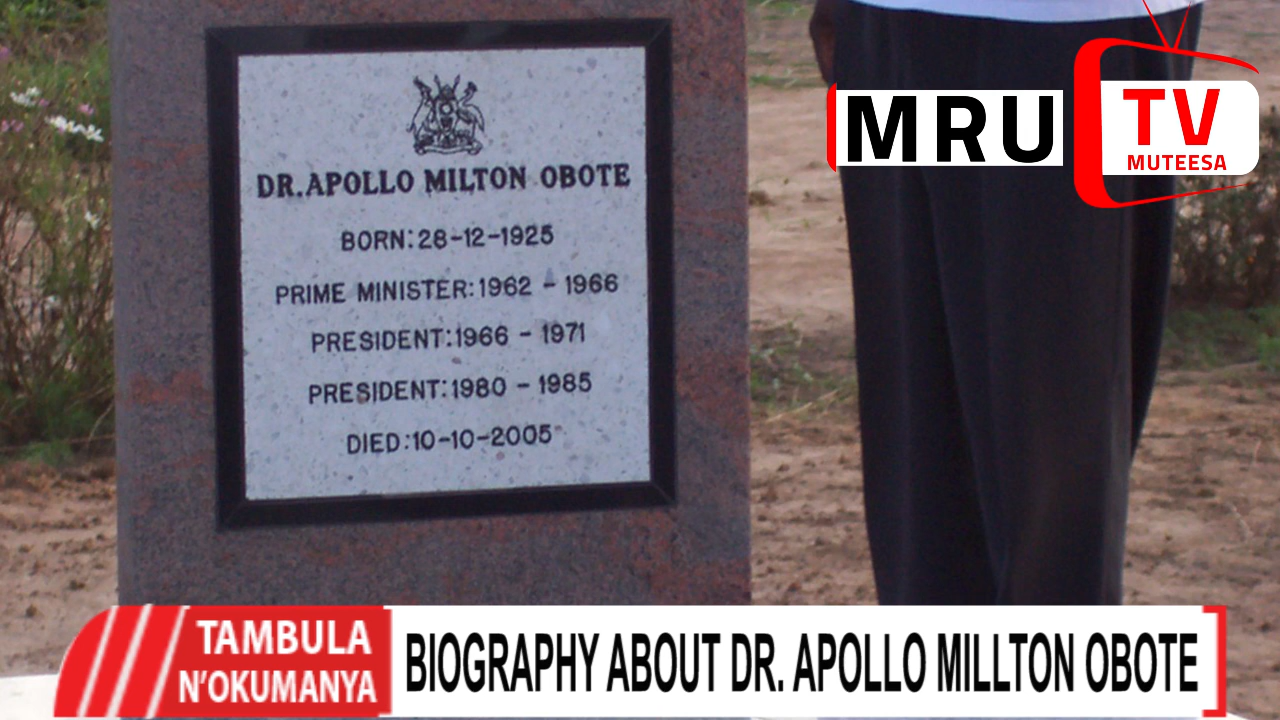 DR.APOLLO MILTON OBOTE
BORN:28-12-1925
PRIME MINISTER:1962 - 1966
PRESIDENT:1966 - 1971
PRESIDENT:1980 - 1985
DIED:10-10-2005
MRU TV
MUTEESA
TAMBULA
N'OKUMANYA
BIOGRAPHY ABOUT DR. APOLLO MILLTON OBOTE